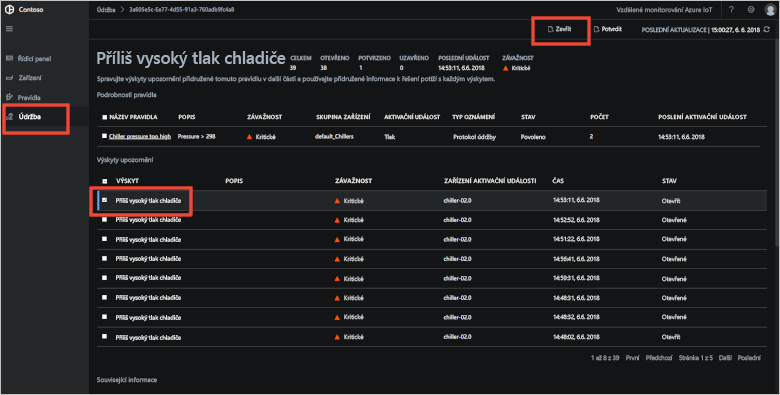 Contoso
Údržba > 3a605e5c-6e77-4d55-91a3-760adb9fc4a8
Vzdálené monitorování Azure IoT
?
Zavřít
Potvrdit
POSLEDNÍ AKTUALIZACE | 15:00:27, 6. 6. 2018
Řídicí panel
Zařízení
Pravidla
Údržba
Příliš vysoký tlak chladiče
CELKEM OTEVŘENO POTVRZENO UZAVŘENO POSLEDNÍ UDÁLOST ZÁVAŽNOST
39 38 1 0 14:53:11, 6.6. 2018 Kritické
Spravujte výskyty upozornění přidružené tomuto pravidlu v další části a používejte přidružené informace k řešení potíží s každým výskytem.
Podrobnosti pravidla
NÁZEV PRAVIDLA POPIS ZÁVAŽNOST SKUPINA ZAŘÍZENÍ AKTIVAČNÍ UDÁLOST TYP OZNÁMENÍ STAV POČET POSLENÍ AKTIVAČNÍ UDÁLOST
Chiller pressure too high Pressure > 298 Kritické default_Chillers Tlak Protokol údržby Povoleno 2 14:53:11, 6.6. 2018
Výskyty upozornění
VÝSKYT POPIS ZÁVAŽNOST ZAŘÍZENÍ AKTIVAČNÍ UDÁLOSTI ČAS STAV
Příliš vysoký tlak chladiče Kritické chiller-02.0 14:53:11, 6.6. 2018 Otevřít
Příliš vysoký tlak chladiče Kritické chiller-02.0 14:52:52, 6.6. 2018 Otevřené
Příliš vysoký tlak chladiče Kritické chiller-02.0 14:51:22, 6.6. 2018 Otevřené
Příliš vysoký tlak chladiče Kritické chiller-02.0 14:56:41, 6.6. 2018 Otevřené
Příliš vysoký tlak chladiče Kritické chiller-02.0 14:59:31, 6.6. 2018 Otevřené
Příliš vysoký tlak chladiče Kritické chiller-02.0 14:48:31, 6.6. 2018 Otevřené
Příliš vysoký tlak chladiče Kritické chiller-02.0 14:48:32, 6.6. 2018 Otevřené
Příliš vysoký tlak chladiče Kritické chiller-02.0 14:48:02, 6.6. 2018 Otevřít
1 až 8 z 39 První Předchozí Stránka 1 z 5 Další Poslední
Související informace